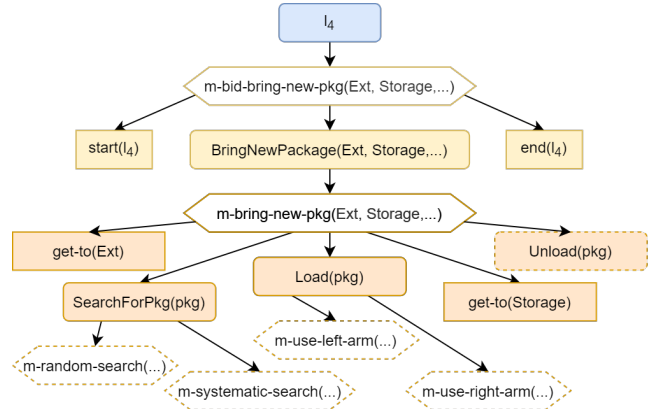 I₄
m-bid-bring-new-pkg(Ext, Storage,...)
start(I₄)
BringNewPackage(Ext, Storage,...)
end(I₄)
m-bring-new-pkg(Ext, Storage,...)
get-to(Ext)
Unload(pkg)
Load(pkg)
SearchForPkg(pkg)
get-to(Storage)
m-use-left-arm(...)
m-random-search(...)
m-systematic-search(...)
m-use-right-arm(...)